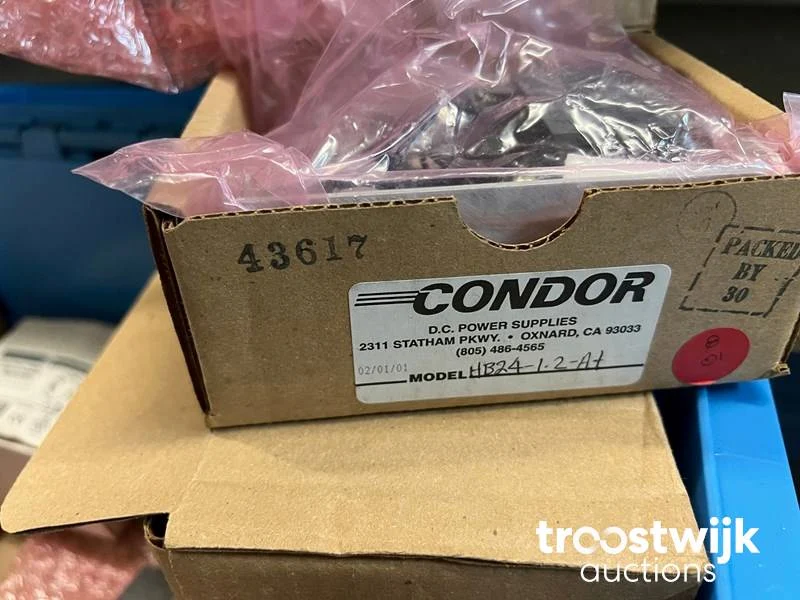 43617
PACKED
BY
30
CONDOR
D.C. POWER SUPPLIES
2311 STATHAM PKWY. • OXNARD, CA 93033
(805) 486-4565
02/01/01
MODEL HB24-1.2-A+
troostwijk
auctions